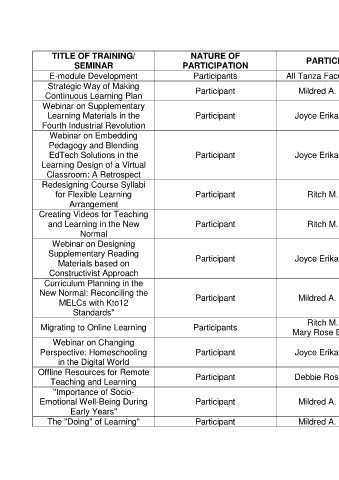 TITLE OF TRAINING/
SEMINAR
NATURE OF
PARTICIPATION
E-module Development
Participants
All Tanza
Strategic Way of Making
Continuous Learning Plan
Participant
Mildred A.
Webinar on Supplementary
Learning Materials in the
Fourth Industrial Revolution
Participant
Joyce Erika
Webinar on Embedding
Pedagogy and Blending
EdTech Solutions in the
Learning Design of a Virtual
Classroom: A Retrospect
Participant
Joyce Erika
Redesigning Course Syllabi
for Flexible Learning
Arrangement
Participant
Ritch M.
Creating Videos for Teaching
and Learning in the New
Normal
Participant
Ritch M.
Webinar on Designing
Supplementary Reading
Materials based on
Constructivist Approach
Participant
Joyce Erika
Curriculum Planning in the
New Normal: Reconciling the
MELCs with Kto12
Standards"
Participant
Mildred A.
Migrating to Online Learning
Participants
Ritch M.
Mary Rose
Webinar on Changing
Perspective: Homeschooling
in the Digital World
Participant
Joyce Erika
Offline Resources for Remote
Teaching and Learning
Participant
Debbie
"Importance of Socio-
Emotional Well-Being During
Early Years"
Participant
Mildred A.
The "Doing" of Learning"
Participant
Mildred A.